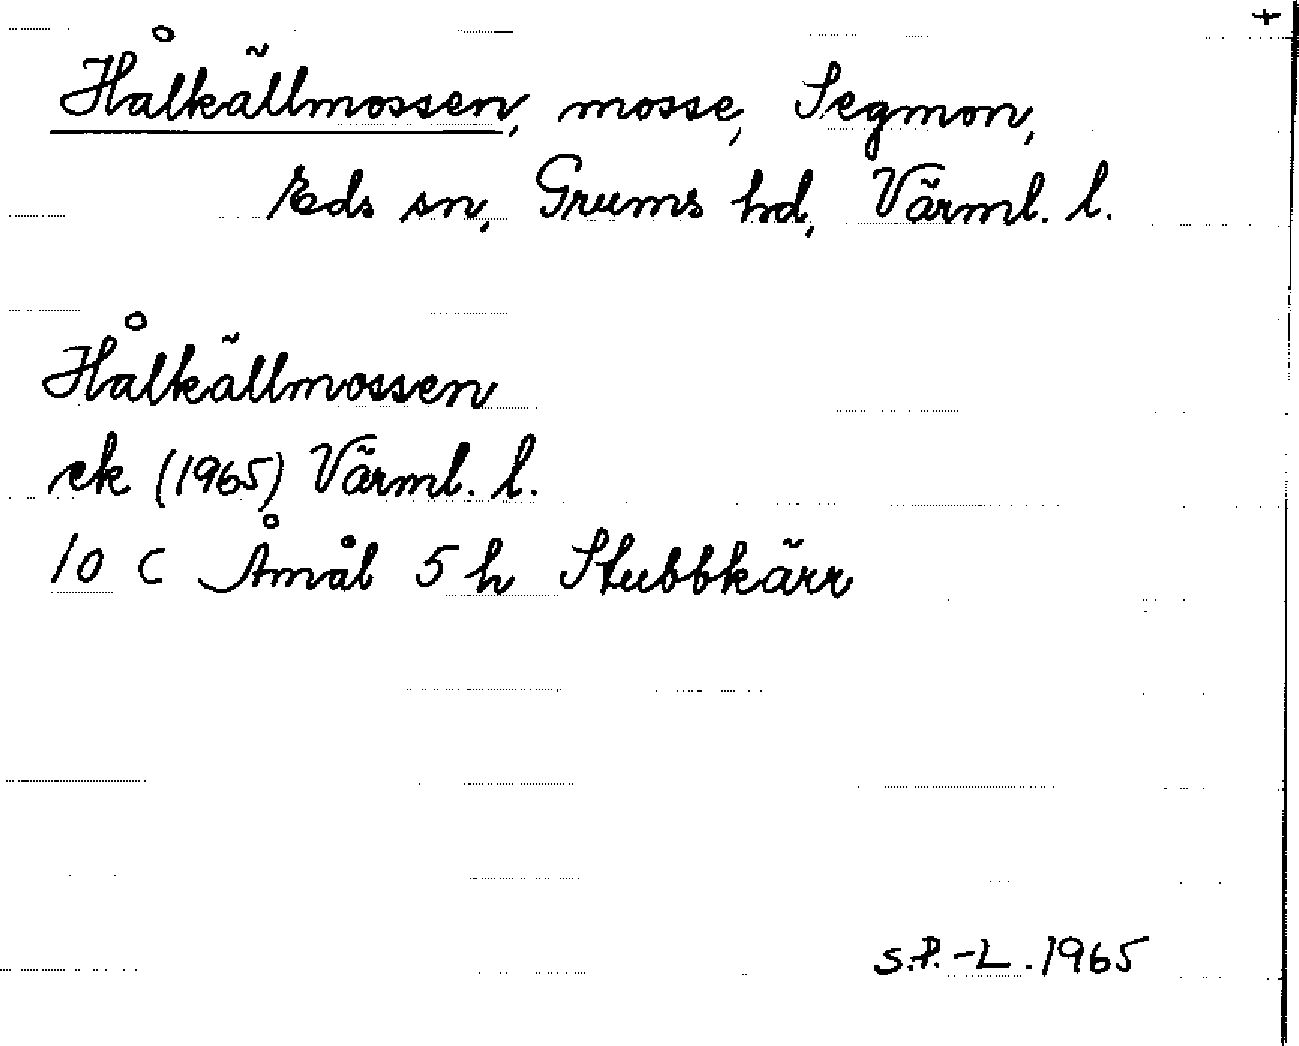 +
Hålkällmossen, mosse, Segmon,
Eds sn, Grums hd, Värml. l.
Hålkällmossen
ek (1965) Värml. l.
10 C Åmål 5 h Stubbkärr
S.P.-L. 1965